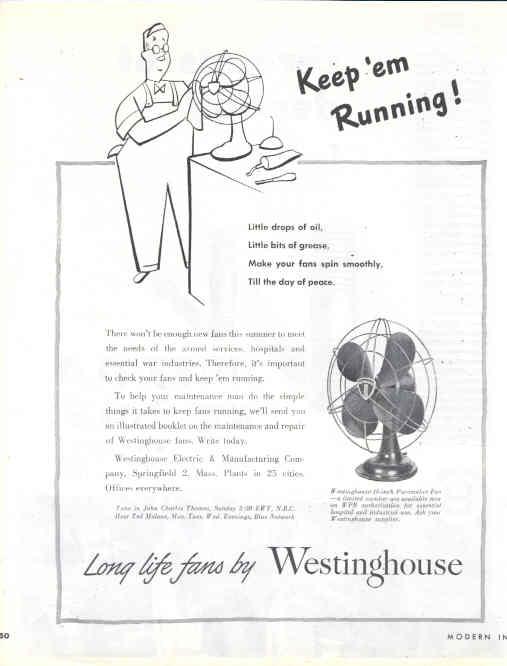 Keep 'em
Running!
Little drops of oil,
Little bits of grease,
Make your fans spin smoothly,
Till the day of peace.
There won't be enough new fans this summer to meet
the needs of the armed services, hospitals and
essential war industries. Therefore, it's important
to check your fans and keep 'em running.
To help your maintenance man do the simple
things it takes to keep fans running, we'll send you
an illustrated booklet on the maintenance and repair
of Westinghouse fans. Write today.
Westinghouse Electric & Manufacturing Com-
pany, Springfield 2, Mass. Plants in 25 cities.
Offices everywhere.
Tune in John Charles Thomas, Sunday 2:30 EWT, N.B.C.
Hear Ted Malone, Mon. Tues. Wed. Evenings, Blue Network
Westinghouse 16-inch Poweraire Fan
—a limited number are available now
on WPB authorization for essential
hospital and industrial use. Ask your
Westinghouse supplier.
Long life fans by Westinghouse
50
MODERN IN